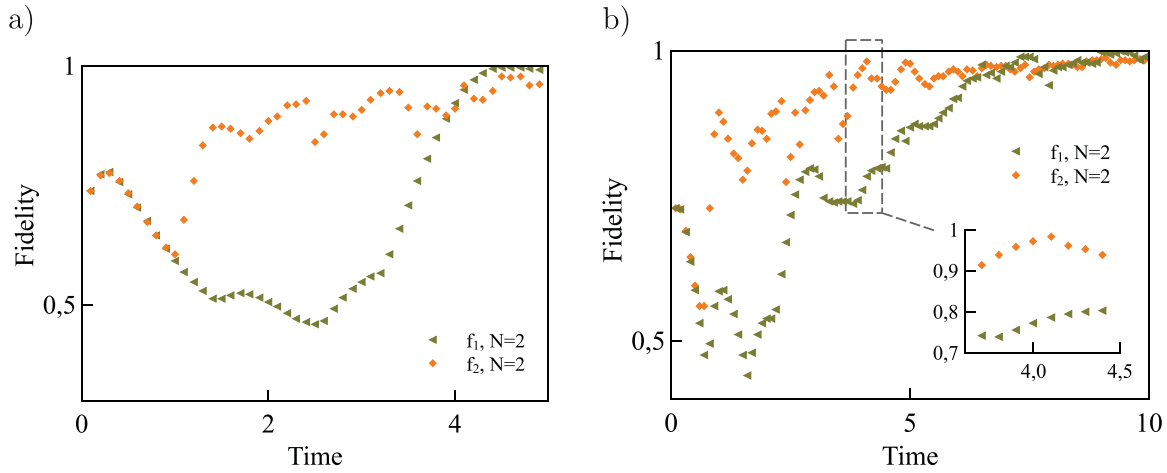 a)
1
0,5
Fidelity
f₁, N=2
f₂, N=2
0
2
4
Time
b)
1
0,5
Fidelity
f₁, N=2
f₂, N=2
1
0,9
0,8
0,7
4,0
4,5
0
5
10
Time